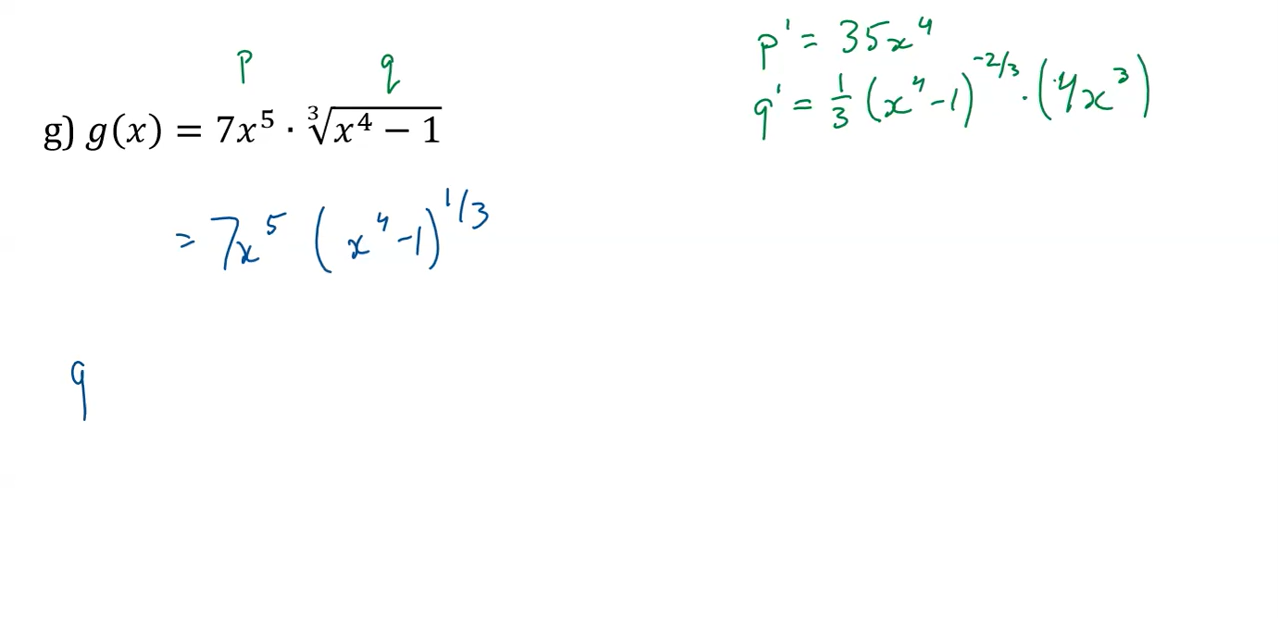 p' = 35x⁴
p q
q' = 1/3 (x⁴-1)^-2/3 · (4x³)
g) g(x) = 7x⁵ · ∛(x⁴ − 1)
= 7x⁵ (x⁴-1)^1/3
g